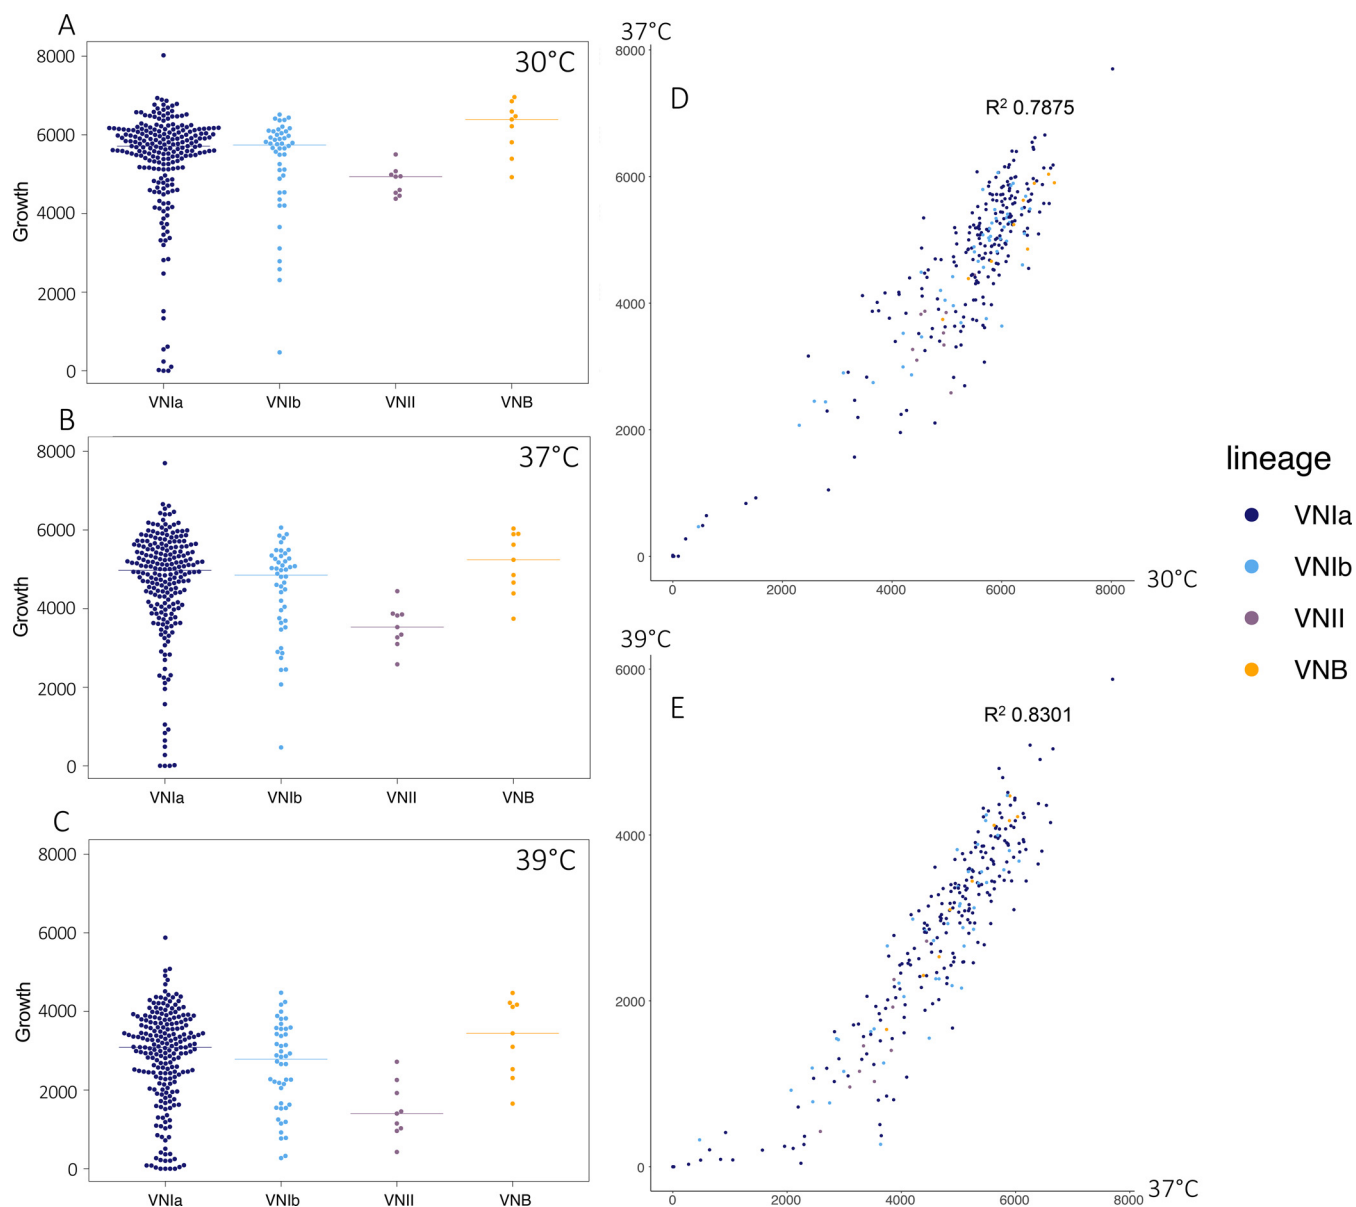 A
30°C
8000
6000
4000
2000
0
Growth
VNIa VNIb VNII VNB
B
37°C
8000
6000
4000
2000
0
Growth
VNIa VNIb VNII VNB
C
39°C
8000
6000
4000
2000
0
Growth
VNIa VNIb VNII VNB
37°C
8000
D
R² 0.7875
6000
4000
2000
0
0 2000 4000 6000 8000
30°C
39°C
6000
E
R² 0.8301
4000
2000
0
0 2000 4000 6000 8000
37°C
lineage
VNIa
VNIb
VNII
VNB